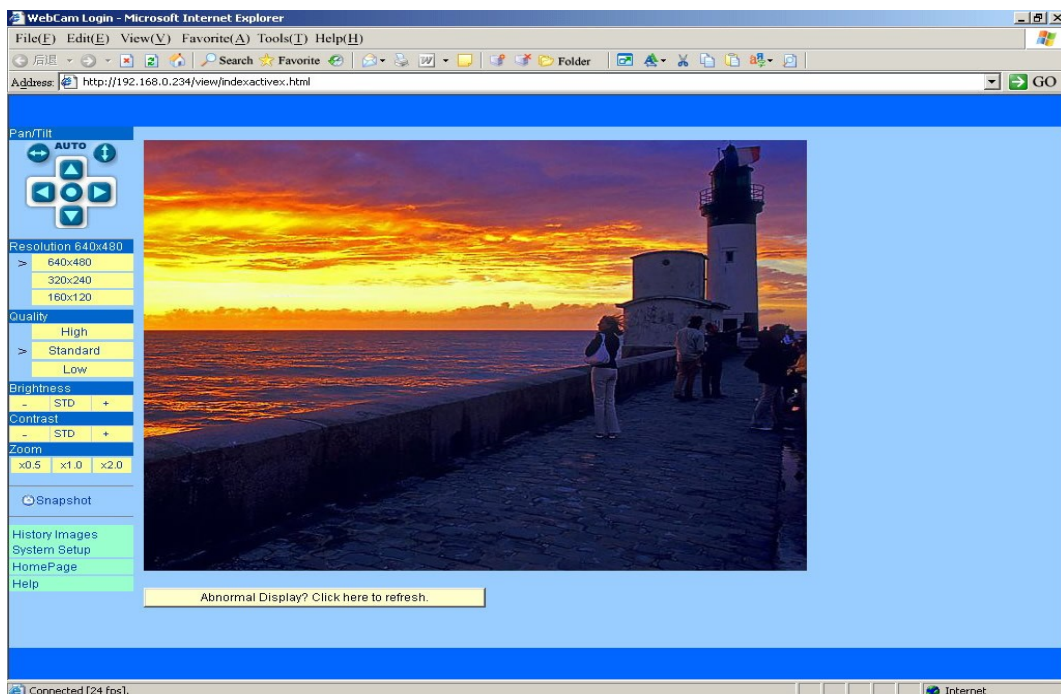 WebCam Login - Microsoft Internet Explorer
File(F) Edit(E) View(V) Favorite(A) Tools(T) Help(H)
后退 Search Favorite Folder
Address: http://192.168.0.234/view/indexactivex.html GO
Pan/Tilt
AUTO
Resolution 640x480
> 640x480
320x240
160x120
Quality
High
> Standard
Low
Brightness
- STD +
Contrast
- STD +
Zoom
x0.5 x1.0 x2.0
Snapshot
History Images
System Setup
HomePage
Help
Abnormal Display? Click here to refresh.
Connected [24 fps]. Internet